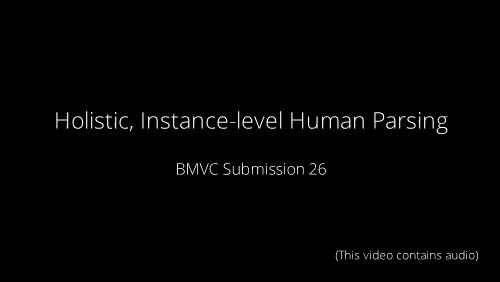 Holistic, Instance-level Human Parsing
BMVC Submission 26
(This video contains audio)